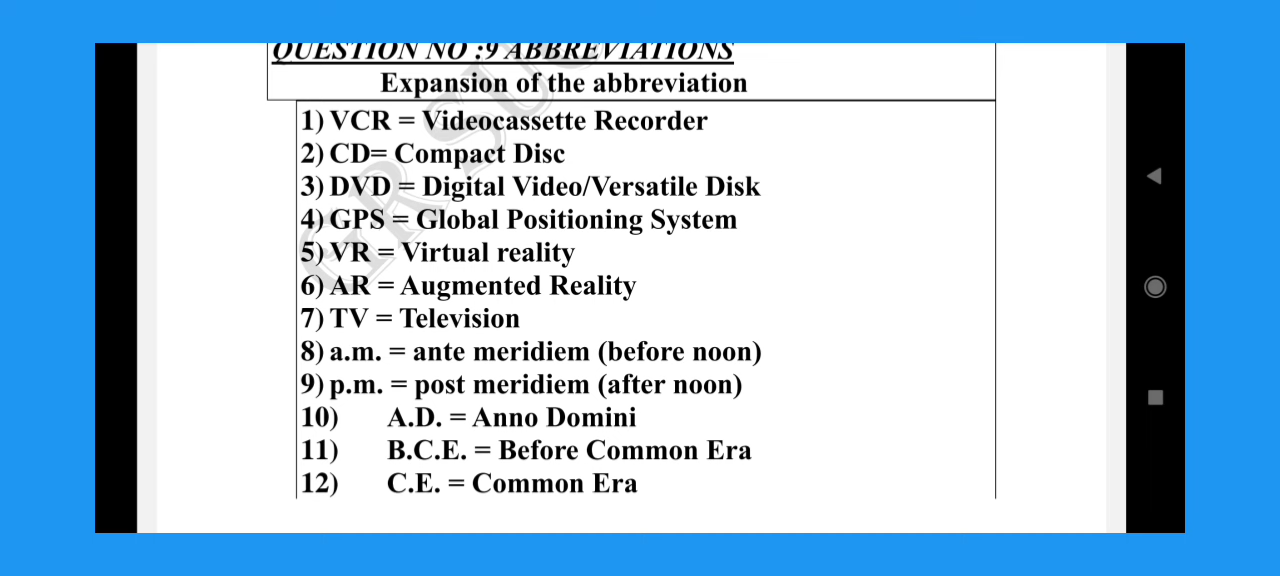 QUESTION NO :9 ABBREVIATIONS
Expansion of the abbreviation
1) VCR = Videocassette Recorder
2) CD= Compact Disc
3) DVD = Digital Video/Versatile Disk
4) GPS = Global Positioning System
5) VR = Virtual reality
6) AR = Augmented Reality
7) TV = Television
8) a.m. = ante meridiem (before noon)
9) p.m. = post meridiem (after noon)
10) A.D. = Anno Domini
11) B.C.E. = Before Common Era
12) C.E. = Common Era
GR